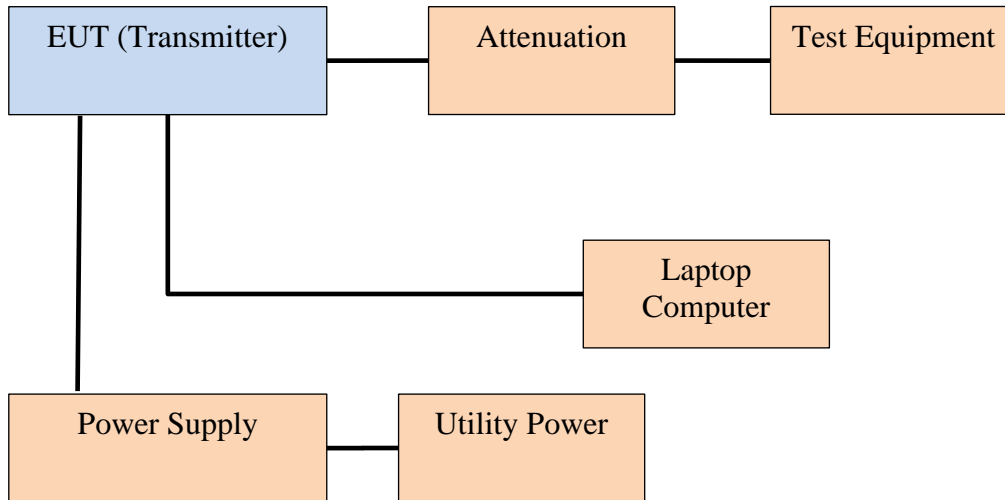 EUT (Transmitter)
Attenuation
Test Equipment
Laptop
Computer
Power Supply
Utility Power